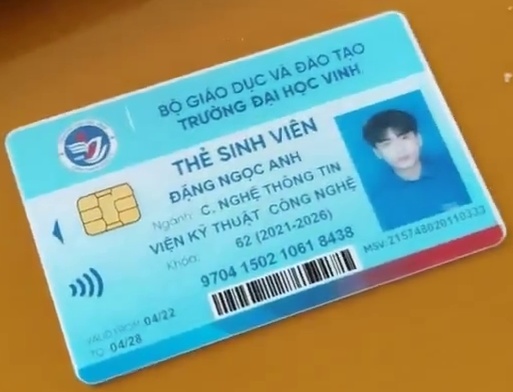 BỘ GIÁO DỤC VÀ ĐÀO TẠO
TRƯỜNG ĐẠI HỌC VINH
THẺ SINH VIÊN
ĐẶNG NGỌC ANH
Ngành: C. NGHỆ THÔNG TIN
VIỆN KỸ THUẬT CÔNG NGHỆ
Khóa: 62 (2021-2026)
9704 1502 1061 8438
MSV:215748020110333
VALID FROM: 04/22
TO: 04/28